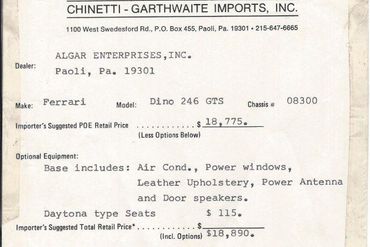 CHINETTI - GARTHWAITE IMPORTS, INC.
1100 West Swedesford Rd., P.O. Box 455, Paoli, Pa. 19301 • 215-647-6665
Dealer: ALGAR ENTERPRISES, INC.
Paoli, Pa. 19301
Make: Ferrari Model: Dino 246 GTS Chassis # 08300
Importer's Suggested POE Retail Price . . . . . . . . . . . . $ 18,775.
(Less Options Below)
Optional Equipment:
Base includes: Air Cond., Power windows,
Leather Upholstery, Power Antenna
and Door speakers.
Daytona type Seats $ 115.
Importer's Suggested Total Retail Price* . . . . . . . . . . . . $18,890.
(Incl. Options)